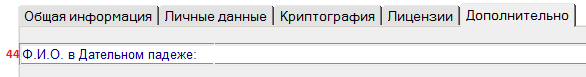 Общая информация Личные данные Криптография Лицензии Дополнительно
44 Ф.И.О. в Дательном падеже: